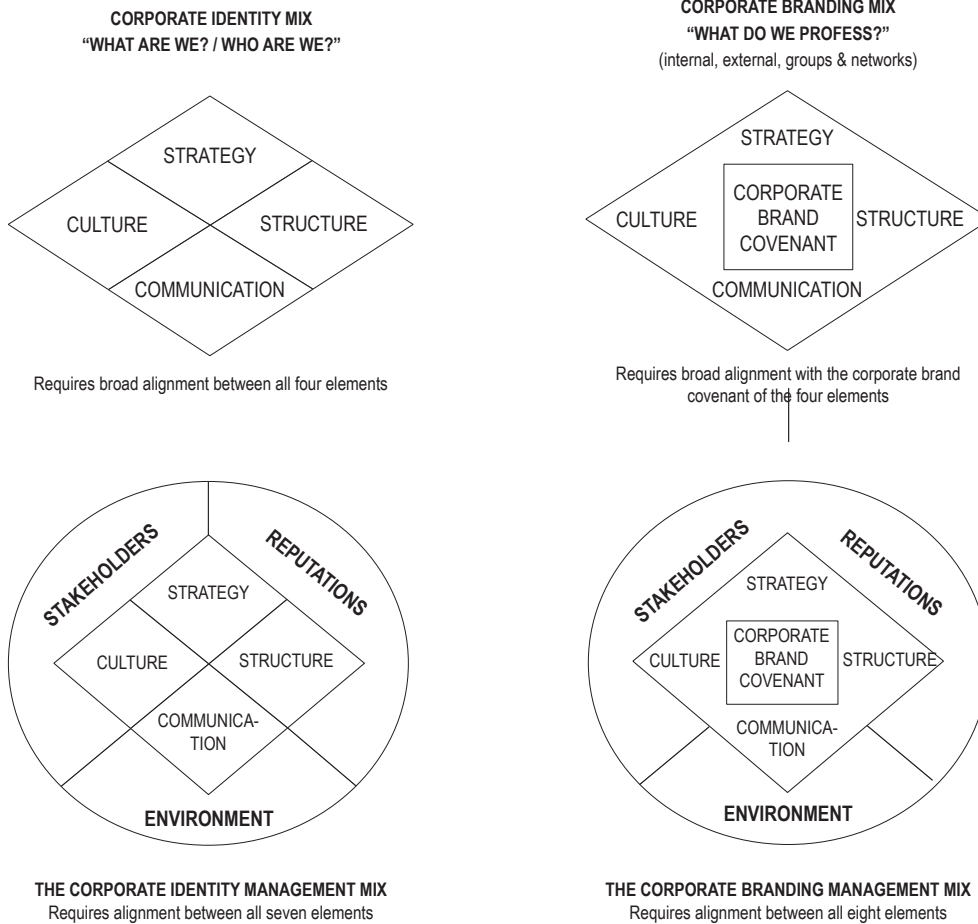 CORPORATE IDENTITY MIX
“WHAT ARE WE? / WHO ARE WE?”
STRATEGY
CULTURE
STRUCTURE
COMMUNICATION
Requires broad alignment between all four elements
CORPORATE BRANDING MIX
“WHAT DO WE PROFESS?”
(internal, external, groups & networks)
STRATEGY
CULTURE
CORPORATE
BRAND
COVENANT
STRUCTURE
COMMUNICATION
Requires broad alignment with the corporate brand
covenant of the four elements
STAKEHOLDERS
REPUTATIONS
STRATEGY
CULTURE
STRUCTURE
COMMUNICA-
TION
ENVIRONMENT
THE CORPORATE IDENTITY MANAGEMENT MIX
Requires alignment between all seven elements
STAKEHOLDERS
REPUTATIONS
STRATEGY
CULTURE
CORPORATE
BRAND
COVENANT
STRUCTURE
COMMUNICA-
TION
ENVIRONMENT
THE CORPORATE BRANDING MANAGEMENT MIX
Requires alignment between all eight elements